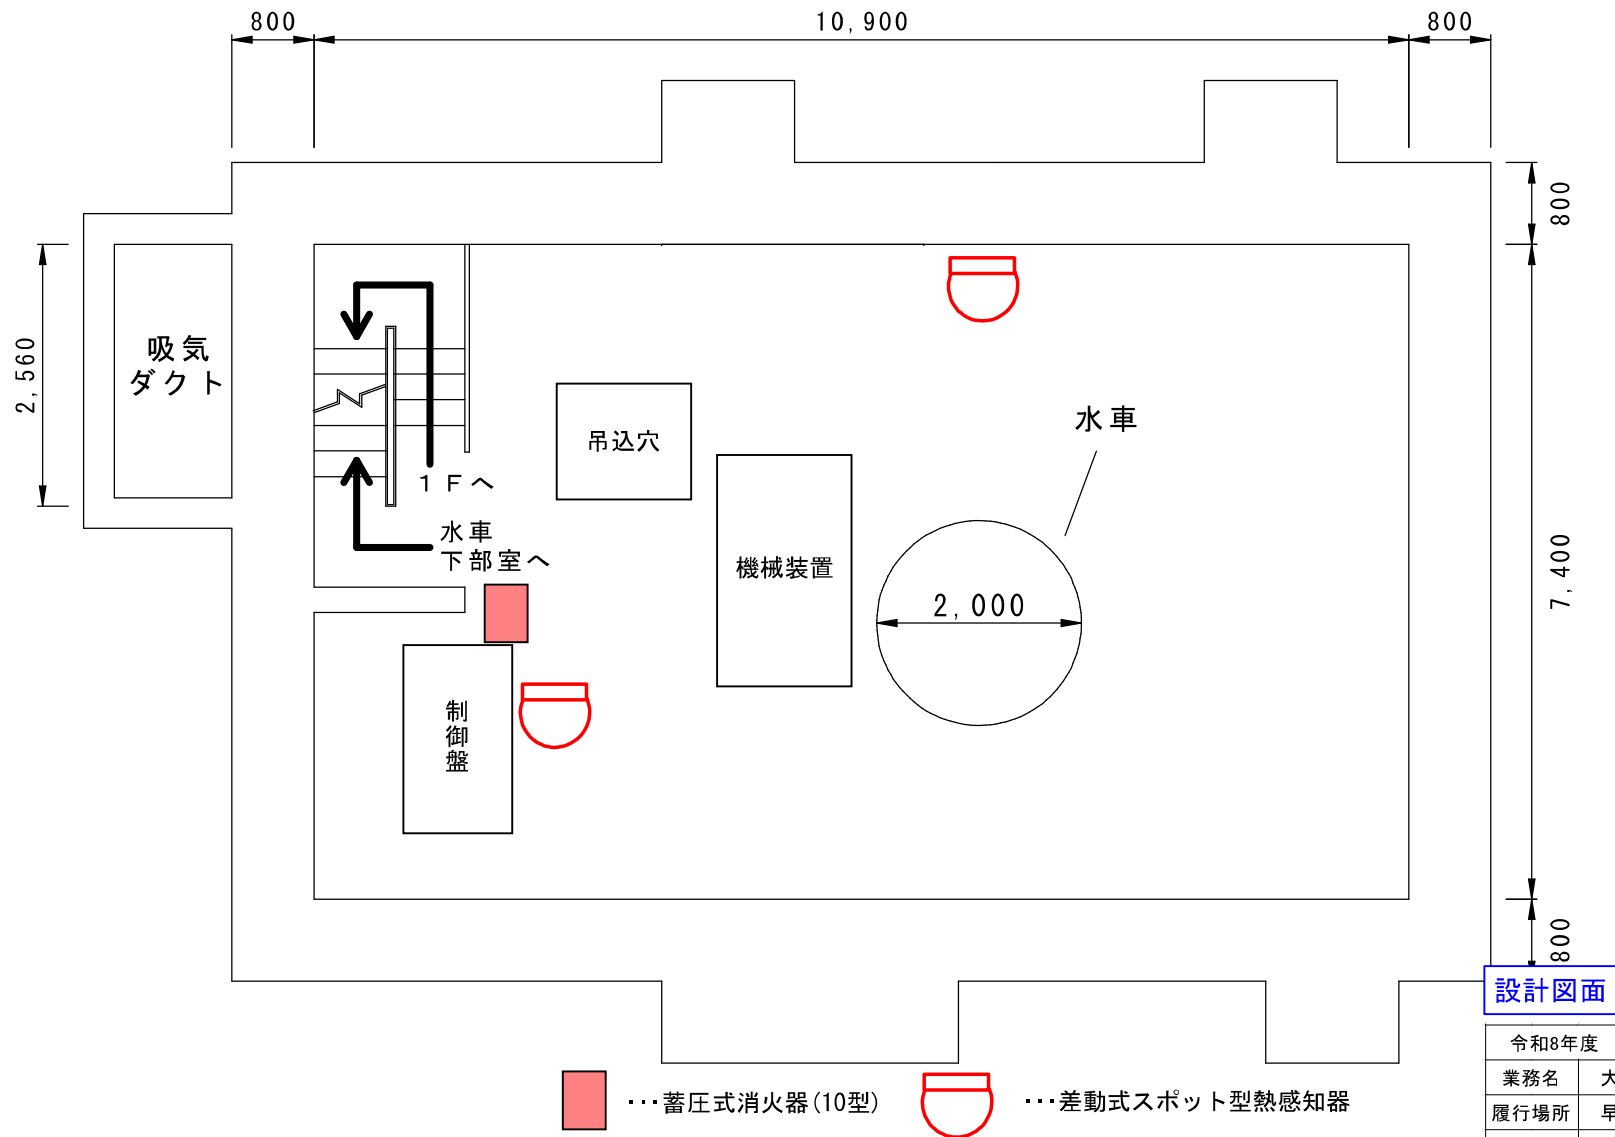 800
10,900
800
800
2,560
吸気
ダクト
吊込穴
水車
1Fへ
水車
下部室へ
機械装置
2,000
7,400
制御盤
800
設計図面
令和8年度
業務名 大
履行場所 早
…蓄圧式消火器(10型)
…差動式スポット型熱感知器